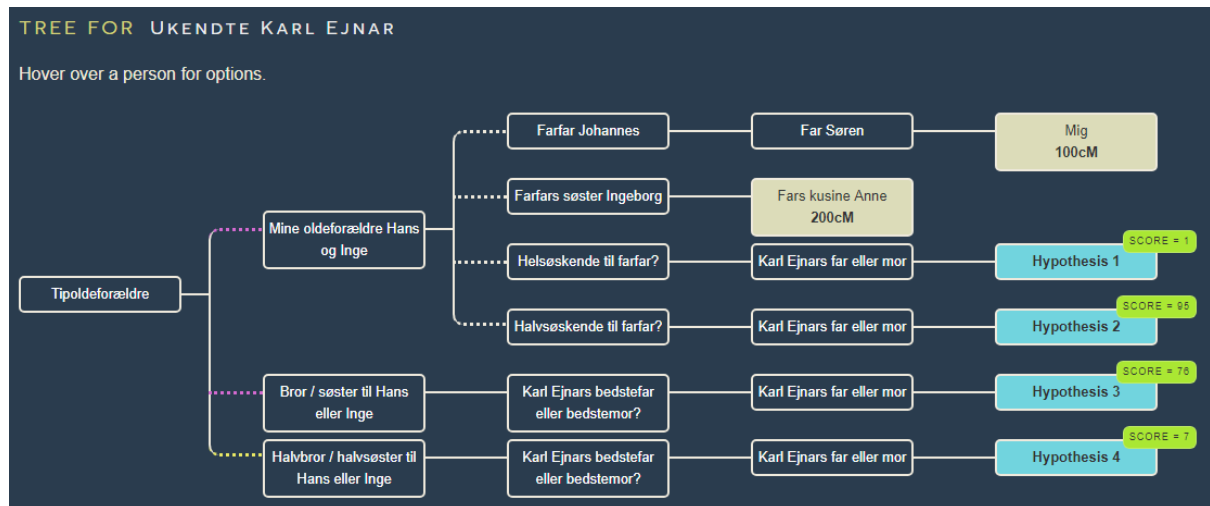 TREE FOR UKENDTE KARL EJNAR
Hover over a person for options.
Farfar Johannes
Far Søren
Mig
100cM
Farfars søster Ingeborg
Fars kusine Anne
200cM
Mine oldeforældre Hans
og Inge
SCORE = 1
Helsøskende til farfar?
Karl Ejnars far eller mor
Hypothesis 1
Tipoldeforældre
SCORE = 95
Halvsøskende til farfar?
Karl Ejnars far eller mor
Hypothesis 2
SCORE = 76
Bror / søster til Hans
eller Inge
Karl Ejnars bedstefar
eller bedstemor?
Karl Ejnars far eller mor
Hypothesis 3
SCORE = 7
Halvbror / halvsøster til
Hans eller Inge
Karl Ejnars bedstefar
eller bedstemor?
Karl Ejnars far eller mor
Hypothesis 4